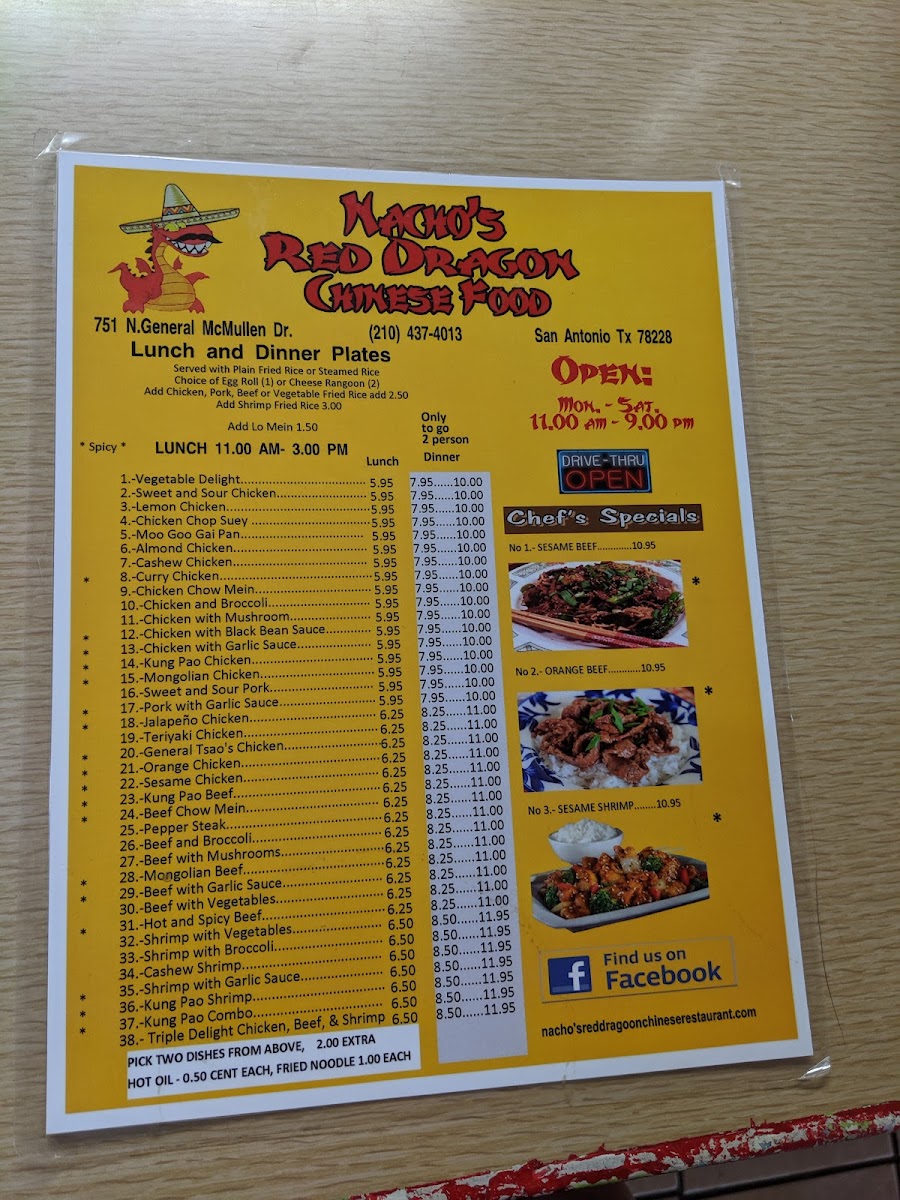 NACHO'S
RED DRAGON
CHINESE FOOD
751 N.General McMullen Dr. (210) 437-4013 San Antonio Tx 78228
Lunch and Dinner Plates
Served with Plain Fried Rice or Steamed Rice
Choice of Egg Roll (1) or Cheese Rangoon (2)
Add Chicken, Pork, Beef or Vegetable Fried Rice add 2.50
Add Shrimp Fried Rice 3.00
Add Lo Mein 1.50
* Spicy * LUNCH 11.00 AM- 3.00 PM
Only
to go
2 person
Lunch Dinner
1.-Vegetable Delight 5.95 7.95......10.00
2.-Sweet and Sour Chicken 5.95 7.95......10.00
3.-Lemon Chicken 5.95 7.95......10.00
4.-Chicken Chop Suey 5.95 7.95......10.00
5.-Moo Goo Gai Pan 5.95 7.95......10.00
6.-Almond Chicken 5.95 7.95......10.00
7.-Cashew Chicken 5.95 7.95......10.00
* 8.-Curry Chicken 5.95 7.95......10.00
9.-Chicken Chow Mein 5.95 7.95......10.00
10.-Chicken and Broccoli 5.95 7.95......10.00
11.-Chicken with Mushroom 5.95 7.95......10.00
* 12.-Chicken with Black Bean Sauce 5.95 7.95......10.00
* 13.-Chicken with Garlic Sauce 5.95 7.95......10.00
* 14.-Kung Pao Chicken 5.95 7.95......10.00
* 15.-Mongolian Chicken 5.95 7.95......10.00
16.-Sweet and Sour Pork 5.95 7.95......10.00
* 17.-Pork with Garlic Sauce 5.95 7.95......10.00
* 18.-Jalapeño Chicken 6.25 8.25......11.00
19.-Teriyaki Chicken 6.25 8.25......11.00
* 20.-General Tsao's Chicken 6.25 8.25......11.00
* 21.-Orange Chicken 6.25 8.25......11.00
* 22.-Sesame Chicken 6.25 8.25......11.00
* 23.-Kung Pao Beef 6.25 8.25......11.00
* 24.-Beef Chow Mein 6.25 8.25......11.00
25.-Pepper Steak 6.25 8.25......11.00
26.-Beef and Broccoli 6.25 8.25......11.00
27.-Beef with Mushrooms 6.25 8.25......11.00
* 28.-Mongolian Beef 6.25 8.25......11.00
* 29.-Beef with Garlic Sauce 6.25 8.25......11.00
30.-Beef with Vegetables 6.25 8.25......11.00
* 31.-Hot and Spicy Beef 6.25 8.25......11.00
32.-Shrimp with Vegetables 6.50 8.50......11.95
33.-Shrimp with Broccoli 6.50 8.50......11.95
34.-Cashew Shrimp 6.50 8.50......11.95
* 35.-Shrimp with Garlic Sauce 6.50 8.50......11.95
* 36.-Kung Pao Shrimp 6.50 8.50......11.95
* 37.-Kung Pao Combo 6.50 8.50......11.95
38.- Triple Delight Chicken, Beef, & Shrimp 6.50 8.50......11.95
PICK TWO DISHES FROM ABOVE, 2.00 EXTRA
HOT OIL - 0.50 CENT EACH, FRIED NOODLE 1.00 EACH
OPEN:
MON. - SAT.
11.00 AM - 9.00 PM
DRIVE-THRU
OPEN
Chef's Specials
No 1.- SESAME BEEF.............10.95
*
No 2.- ORANGE BEEF............10.95
*
No 3.- SESAME SHRIMP.........10.95
*
f Find us on
Facebook
nacho'sreddragoonchineserestaurant.com